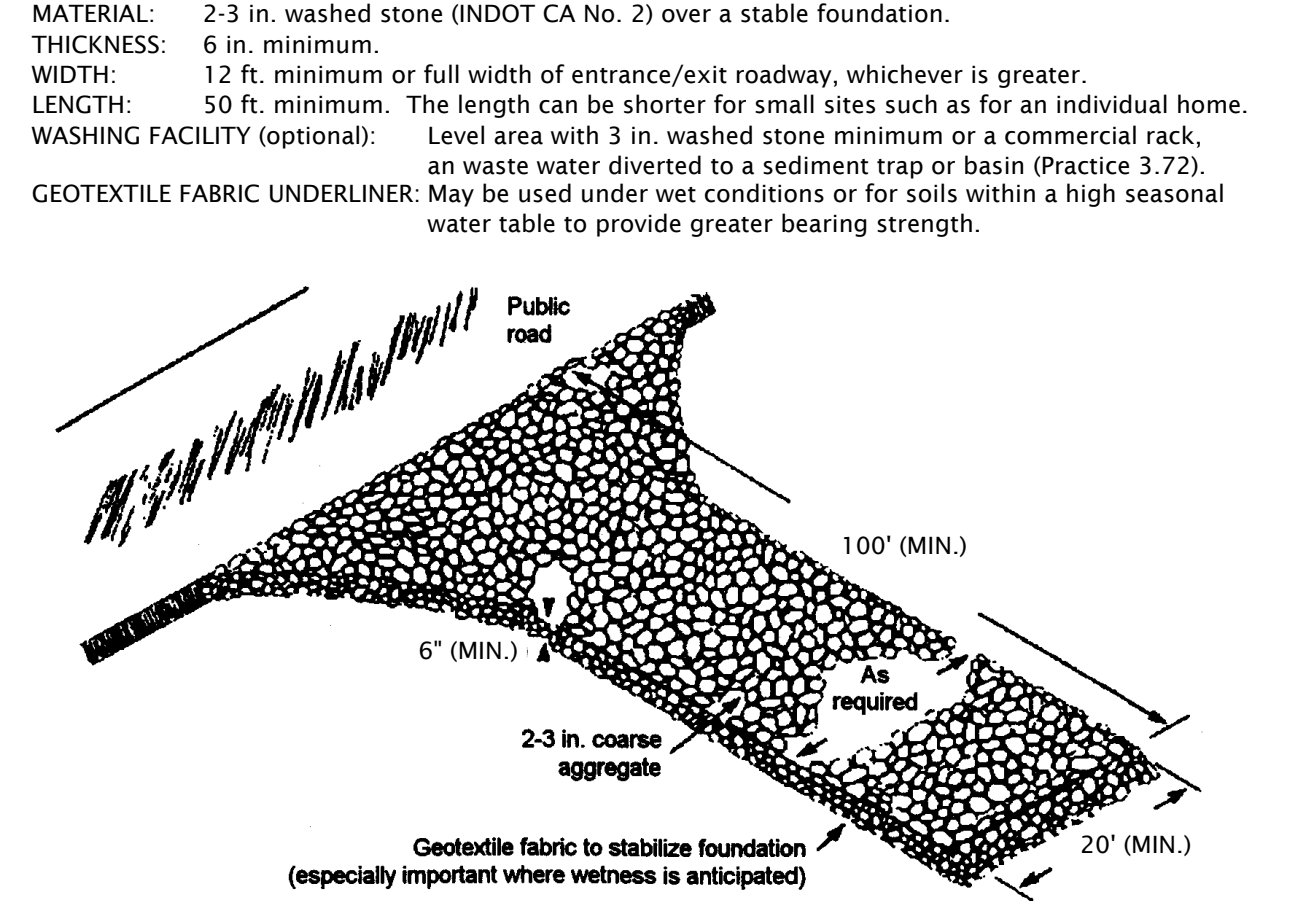 MATERIAL: 2-3 in. washed stone (INDOT CA No. 2) over a stable foundation.
THICKNESS: 6 in. minimum.
WIDTH: 12 ft. minimum or full width of entrance/exit roadway, whichever is greater.
LENGTH: 50 ft. minimum. The length can be shorter for small sites such as for an individual home.
WASHING FACILITY (optional): Level area with 3 in. washed stone minimum or a commercial rack,
an waste water diverted to a sediment trap or basin (Practice 3.72).
GEOTEXTILE FABRIC UNDERLINER: May be used under wet conditions or for soils within a high seasonal
water table to provide greater bearing strength.
Public
road
100' (MIN.)
6" (MIN.)
As
required
2-3 in. coarse
aggregate
20' (MIN.)
Geotextile fabric to stabilize foundation
(especially important where wetness is anticipated)